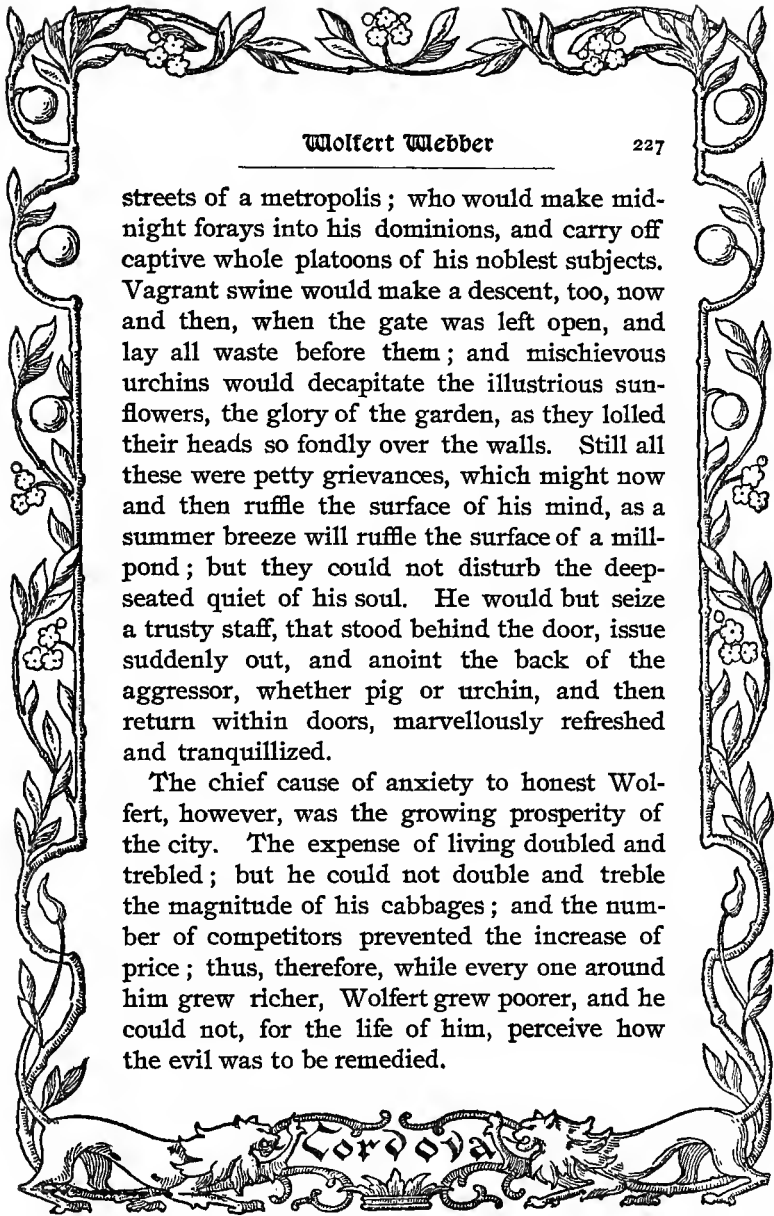 Wolfert Webber 227
streets of a metropolis; who would make mid-
night forays into his dominions, and carry off
captive whole platoons of his noblest subjects.
Vagrant swine would make a descent, too, now
and then, when the gate was left open, and
lay all waste before them; and mischievous
urchins would decapitate the illustrious sun-
flowers, the glory of the garden, as they lolled
their heads so fondly over the walls. Still all
these were petty grievances, which might now
and then ruffle the surface of his mind, as a
summer breeze will ruffle the surface of a mill-
pond; but they could not disturb the deep-
seated quiet of his soul. He would but seize
a trusty staff, that stood behind the door, issue
suddenly out, and anoint the back of the
aggressor, whether pig or urchin, and then
return within doors, marvellously refreshed
and tranquillized.
The chief cause of anxiety to honest Wol-
fert, however, was the growing prosperity of
the city. The expense of living doubled and
trebled; but he could not double and treble
the magnitude of his cabbages; and the num-
ber of competitors prevented the increase of
price; thus, therefore, while every one around
him grew richer, Wolfert grew poorer, and he
could not, for the life of him, perceive how
the evil was to be remedied.
Cordova